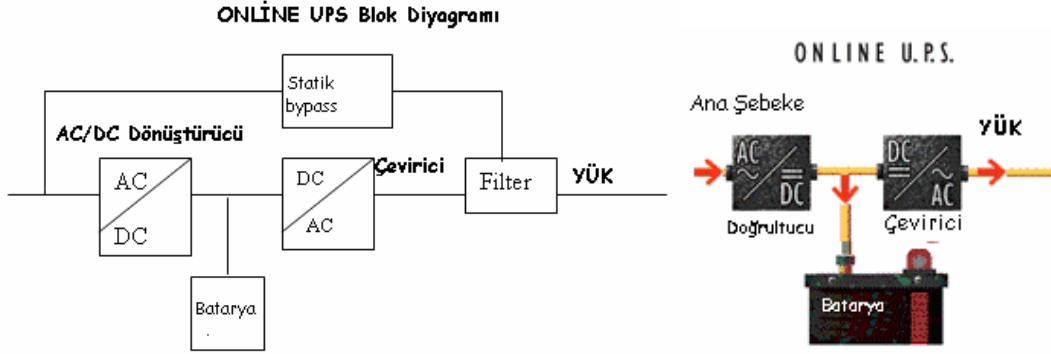 ONLİNE UPS Blok Diyagramı
Statik
bypass
AC/DC Dönüştürücü
AC
DC
DC
AC
Çevirici
Filter
YÜK
Batarya
.
ONLINE U.P.S.
Ana Şebeke
YÜK
AC
DC
DC
AC
Doğrultucu
Çevirici
Batarya